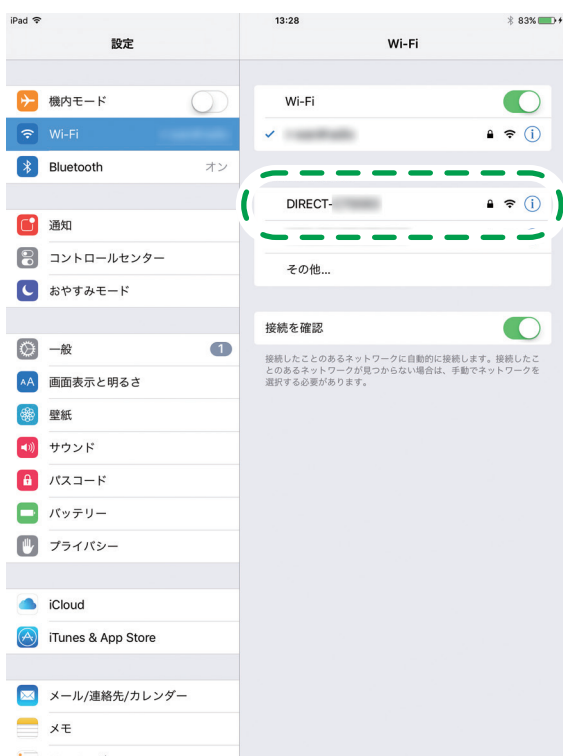 iPad
13:28
83%
設定
Wi-Fi
機内モード
Wi-Fi
Bluetooth
オン
通知
コントロールセンター
おやすみモード
一般
1
画面表示と明るさ
壁紙
サウンド
パスコード
バッテリー
プライバシー
iCloud
iTunes & App Store
メール/連絡先/カレンダー
メモ
Wi-Fi
DIRECT-
その他...
接続を確認
接続したことのあるネットワークに自動的に接続します。接続したこ
とのあるネットワークが見つからない場合は、手動でネットワークを
選択する必要があります。